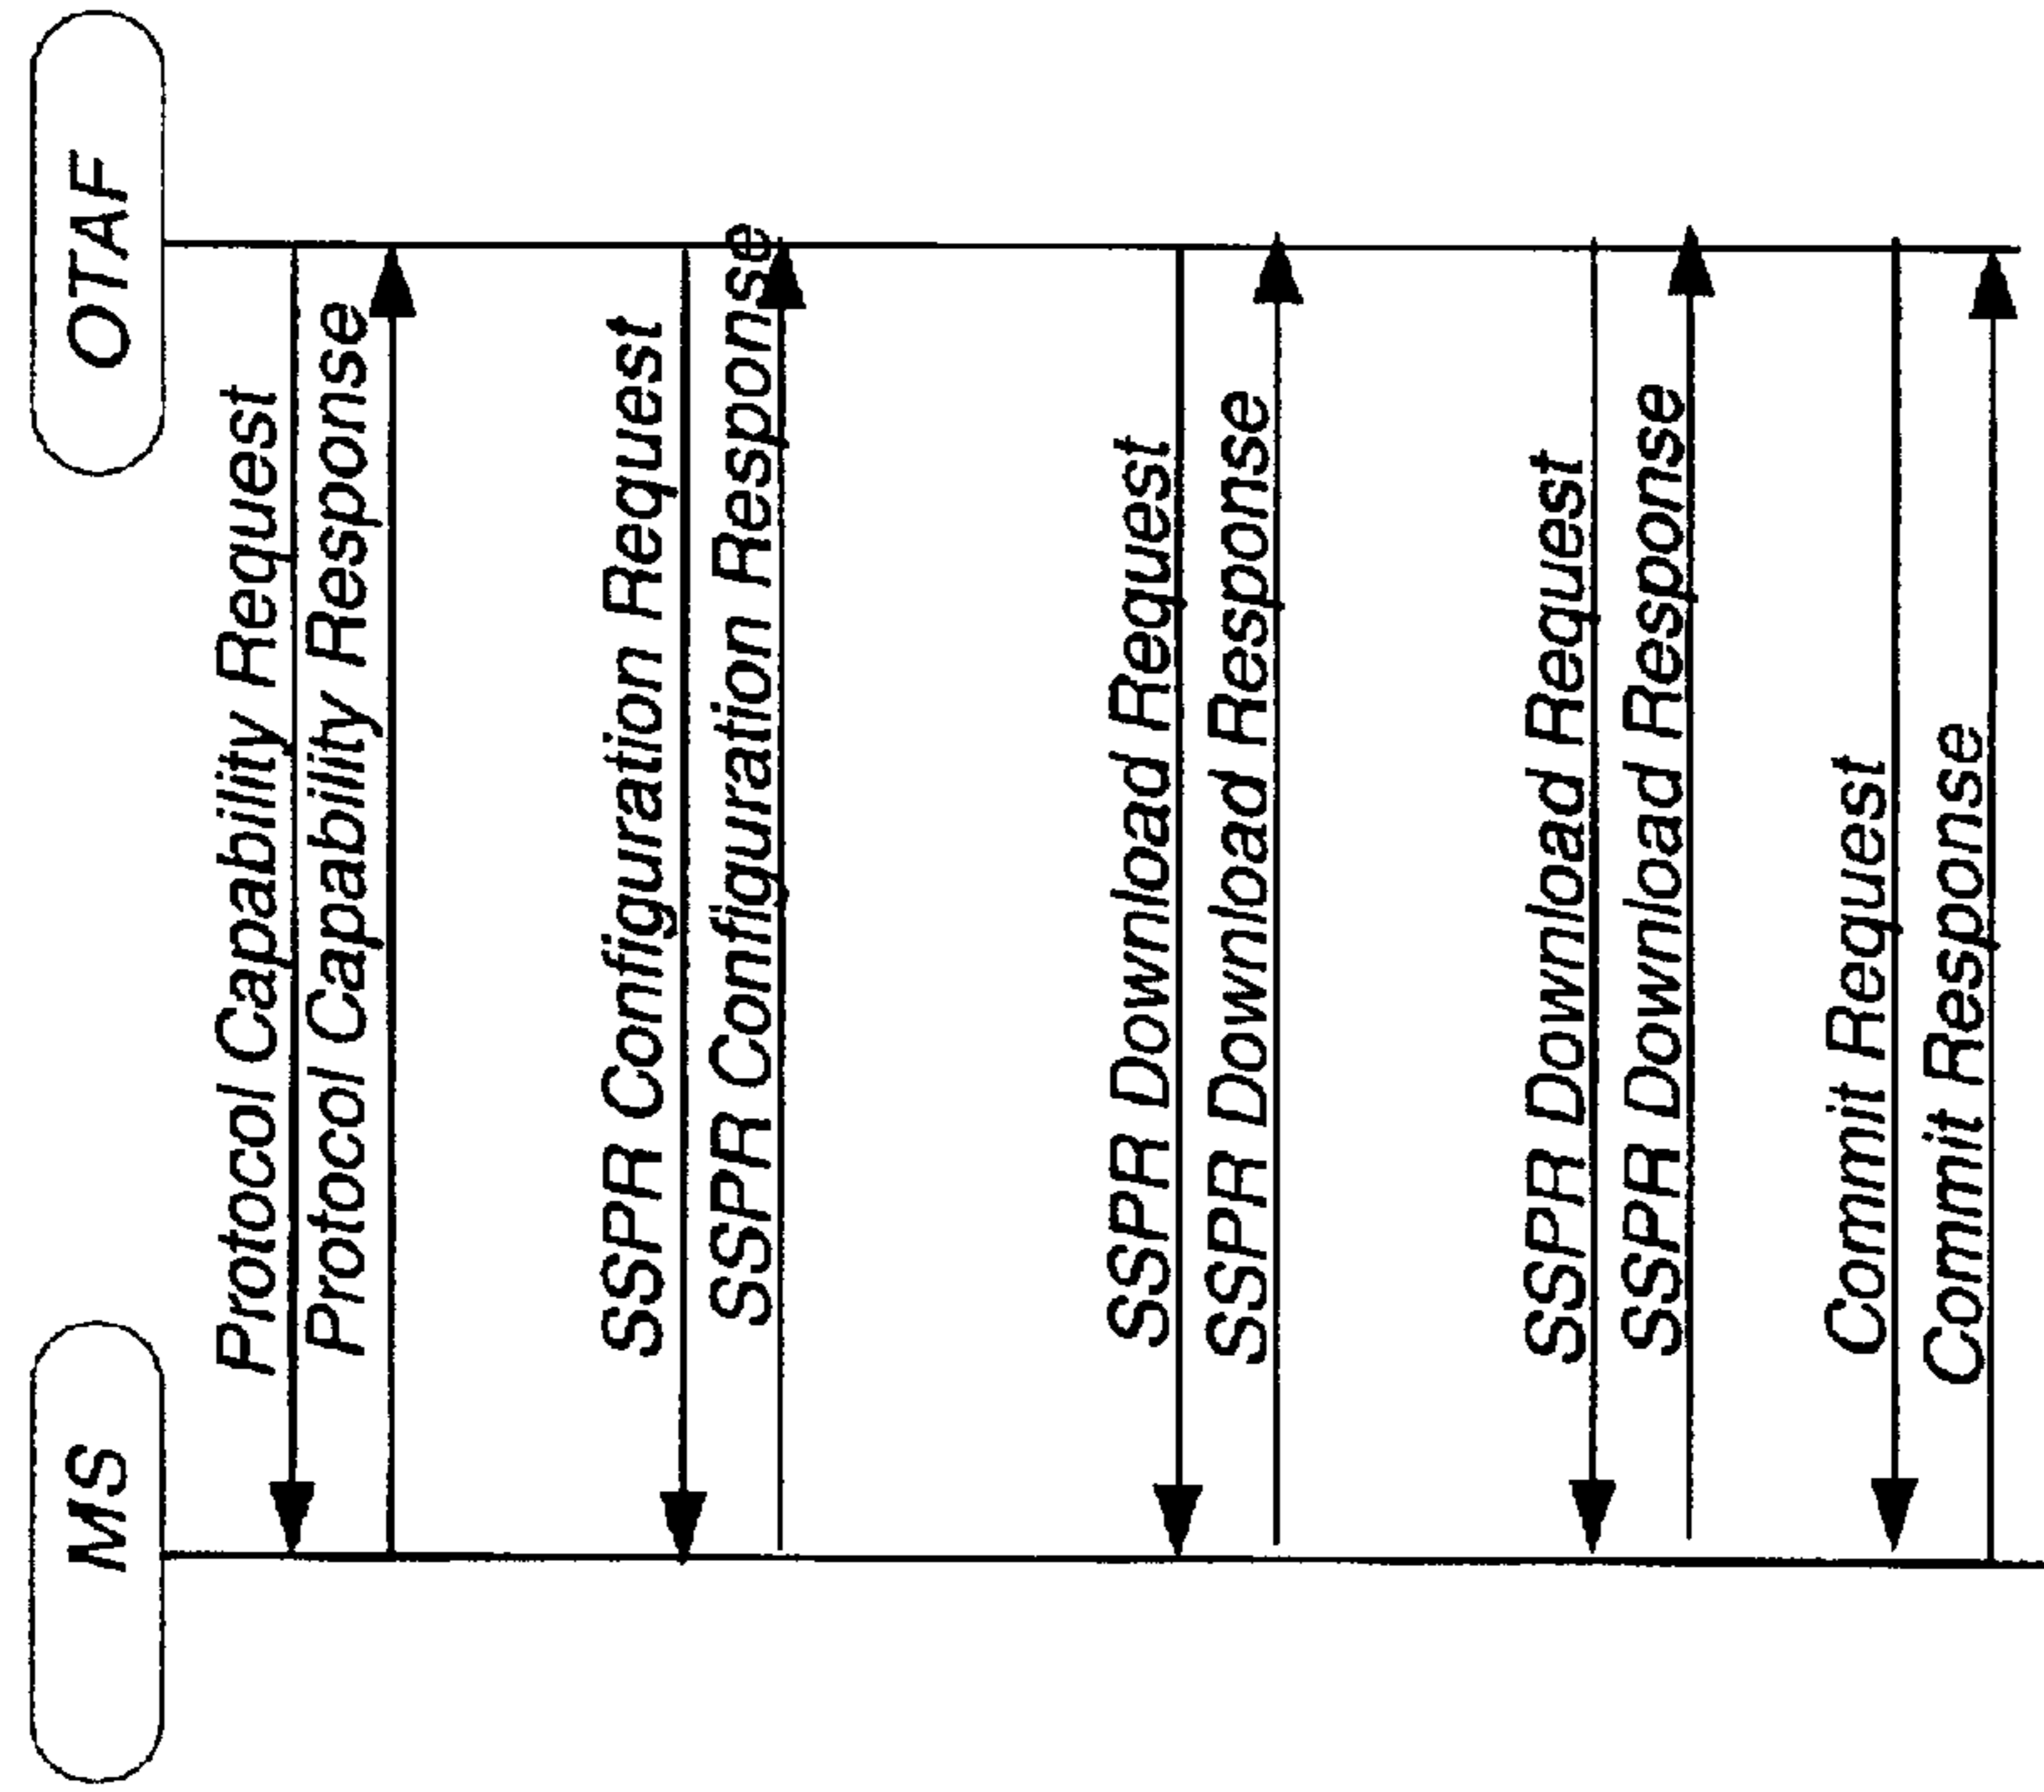 MS
OTAF
Protocol Capability Request
Protocol Capability Response
SSPR Configuration Request
SSPR Configuration Response
SSPR Download Request
SSPR Download Response
SSPR Download Request
SSPR Download Response
Commit Request
Commit Response